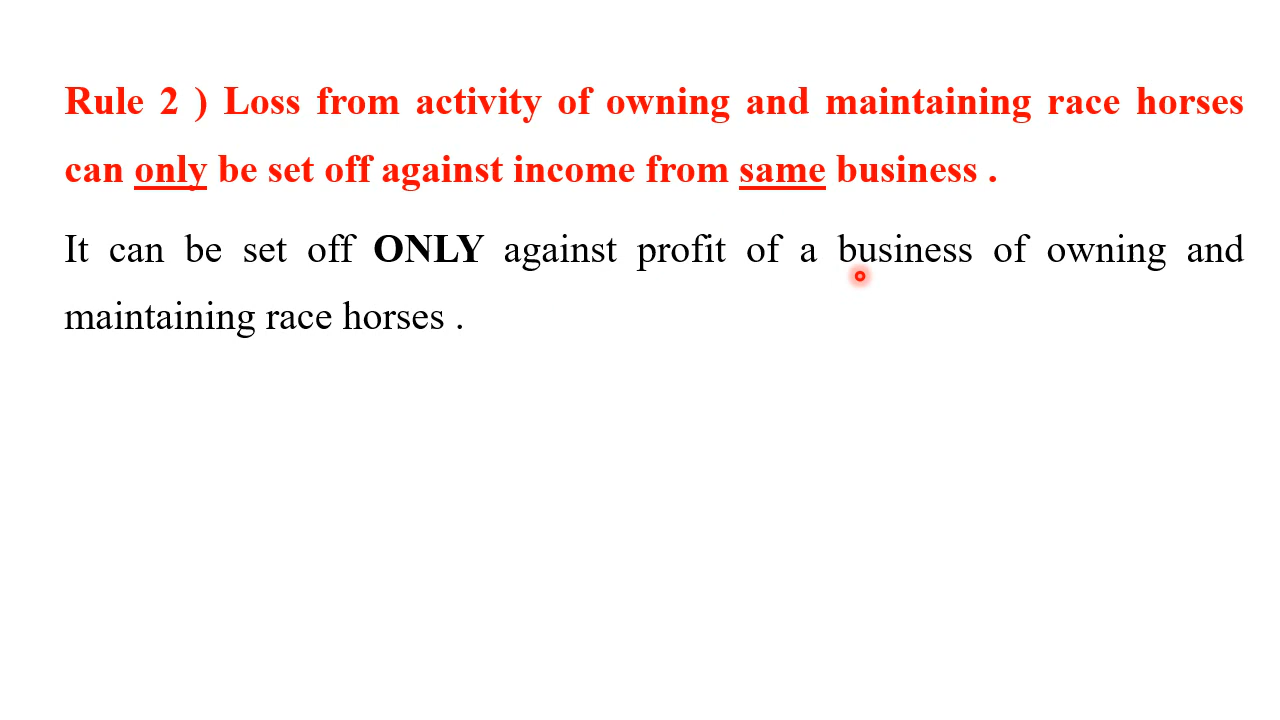 Rule 2 ) Loss from activity of owning and maintaining race horses
can only be set off against income from same business .
It can be set off ONLY against profit of a business of owning and
maintaining race horses .